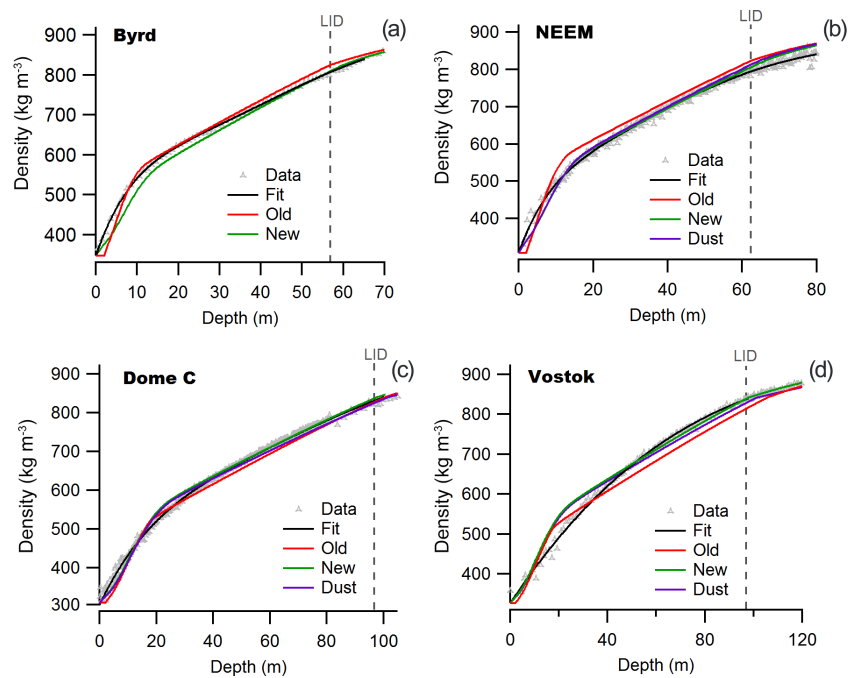 LID
Byrd
(a)
Density (kg m-3)
900
800
700
600
500
400
Data
Fit
Old
New
0 10 20 30 40 50 60 70
Depth (m)
LID
NEEM
(b)
Density (kg m-3)
900
800
700
600
500
400
Data
Fit
Old
New
Dust
0 20 40 60 80
Depth (m)
LID
Dome C
(c)
Density (kg m-3)
900
800
700
600
500
400
300
Data
Fit
Old
New
Dust
0 20 40 60 80 100
Depth (m)
LID
Vostok
(d)
Density (kg m-3)
900
800
700
600
500
400
Data
Fit
Old
New
Dust
0 40 80 120
Depth (m)